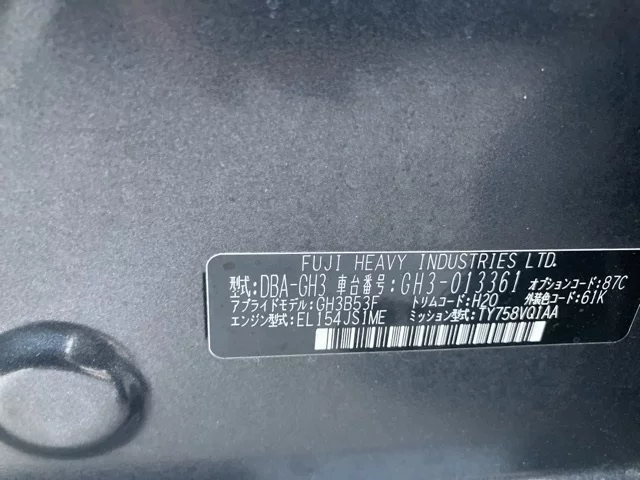 FUJI HEAVY INDUSTRIES LTD.
型式:DBA-GH3 車台番号:GH3-013361 オプションコード:87C
アプライドモデル:GH3B53F トリムコード:H20 外装色コード:61K
エンジン型式:EL154JS1ME ミッション型式:TY758VQ1AA